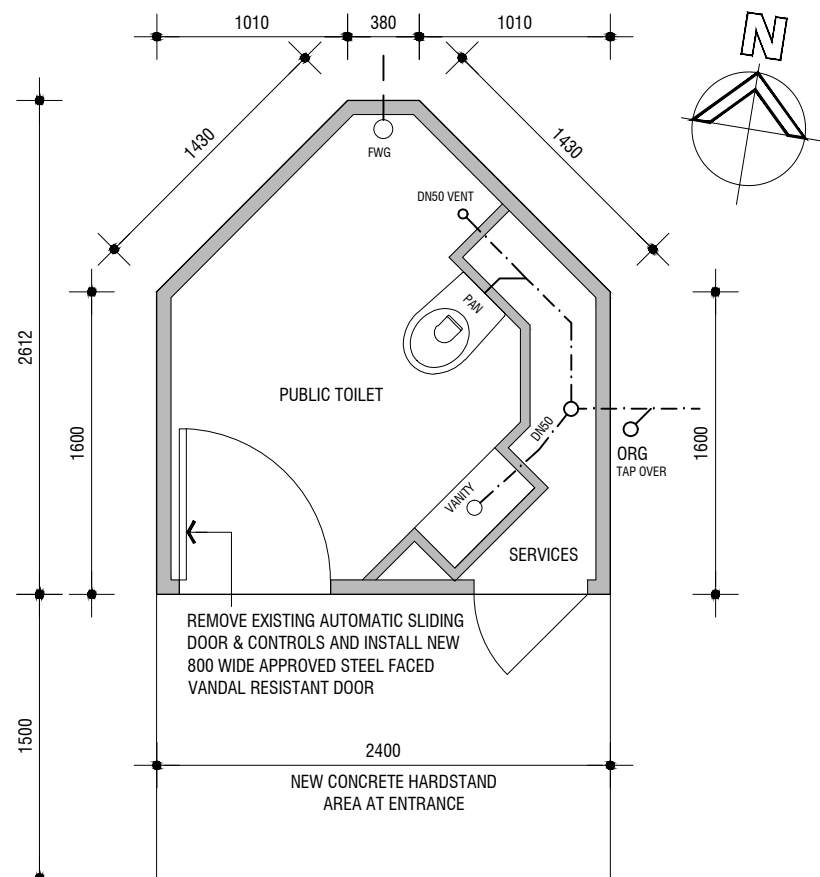 1010
380
1010
N
1430
1430
FWG
DN50 VENT
PAN
2612
PUBLIC TOILET
1600
DN50
ORG
TAP OVER
1600
VANITY
SERVICES
REMOVE EXISTING AUTOMATIC SLIDING
DOOR & CONTROLS AND INSTALL NEW
800 WIDE APPROVED STEEL FACED
VANDAL RESISTANT DOOR
1500
2400
NEW CONCRETE HARDSTAND
AREA AT ENTRANCE